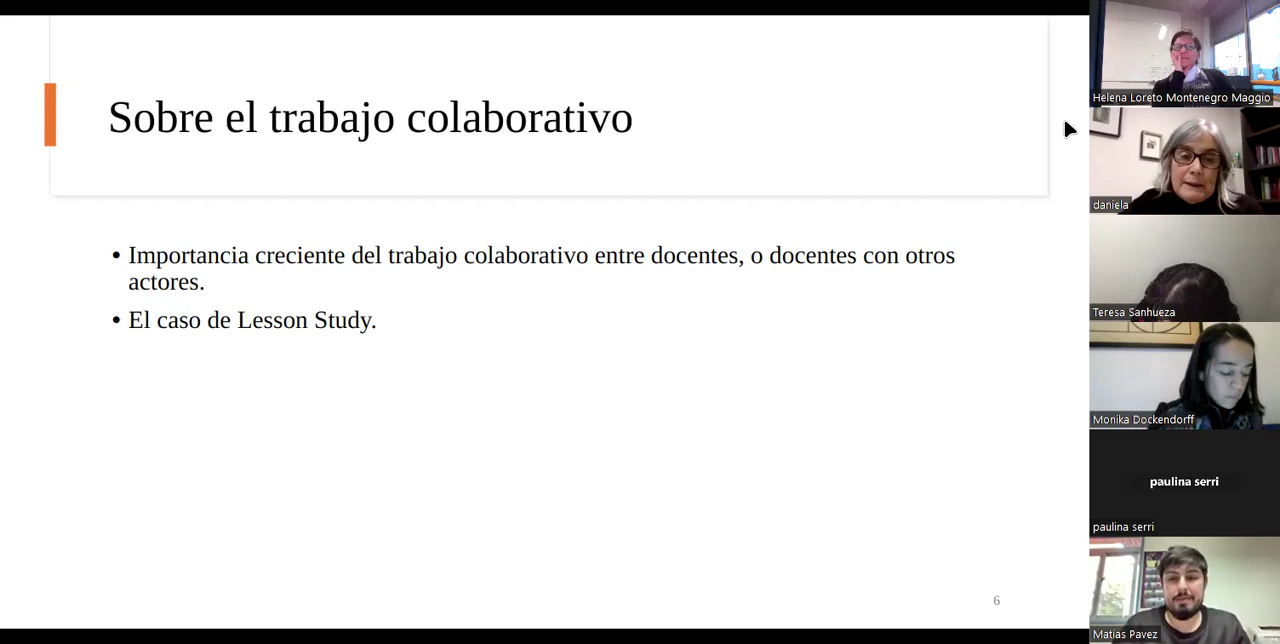 Sobre el trabajo colaborativo
• Importancia creciente del trabajo colaborativo entre docentes, o docentes con otros
actores.
• El caso de Lesson Study.
6
Helena Loreto Montenegro Maggio
daniela
Teresa Sanhueza
Monika Dockendorff
paulina serri
paulina serri
Matias Pavez